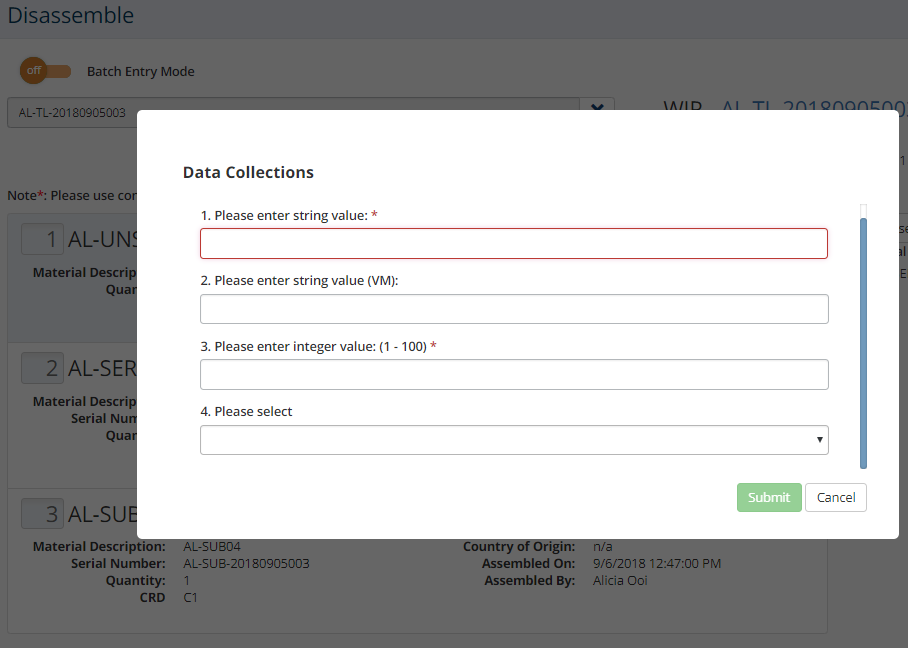 Disassemble
off Batch Entry Mode
AL-TL-20180905003
WIP AL-TL-20180905003
Note*: Please use
1 AL-UNS
Material Descrip
Quan
2 AL-SER
Material Descrip
Serial Num
Quan
Data Collections
1. Please enter string value: *
2. Please enter string value (VM):
3. Please enter integer value: (1 - 100) *
4. Please select
Submit Cancel
3 AL-SUB
Material Description: AL-SUB04 Country of Origin: n/a
Serial Number: AL-SUB-20180905003 Assembled On: 9/6/2018 12:47:00 PM
Quantity: 1 Assembled By: Alicia Ooi
CRD C1